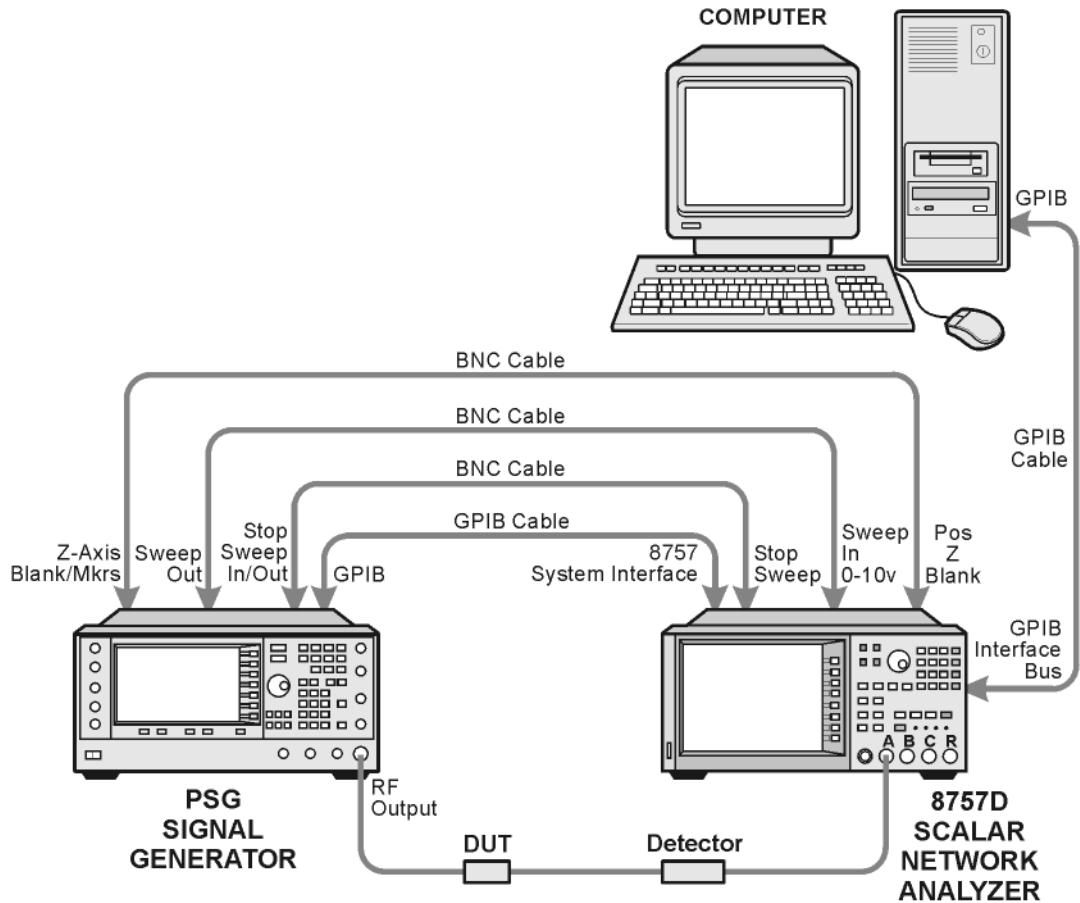 COMPUTER
GPIB
BNC Cable
BNC Cable
GPIB
Cable
BNC Cable
GPIB Cable
Z-Axis
Blank/Mkrs
Sweep
Out
Stop
Sweep
In/Out
GPIB
8757
System Interface
Stop
Sweep
Sweep
In
0-10v
Pos
Z
Blank
GPIB
Interface
Bus
A B C R
RF
Output
PSG
SIGNAL
GENERATOR
DUT
Detector
8757D
SCALAR
NETWORK
ANALYZER